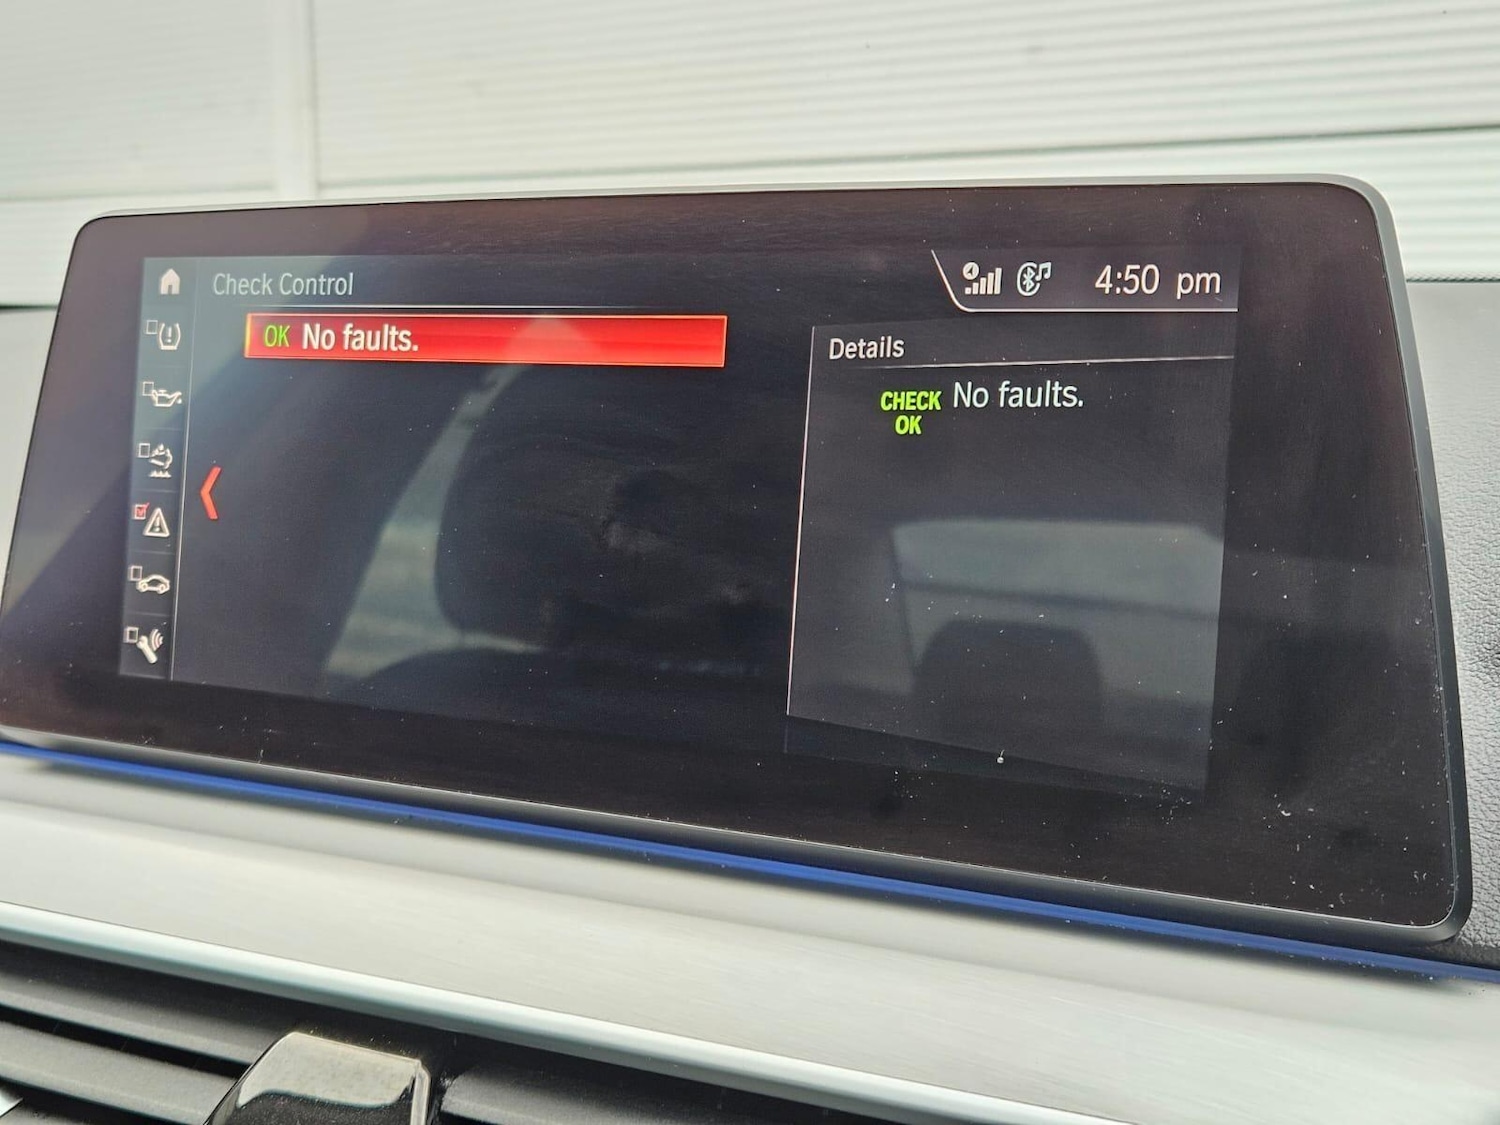 Check Control
4:50 pm
OK No faults.
Details
CHECK No faults.
OK